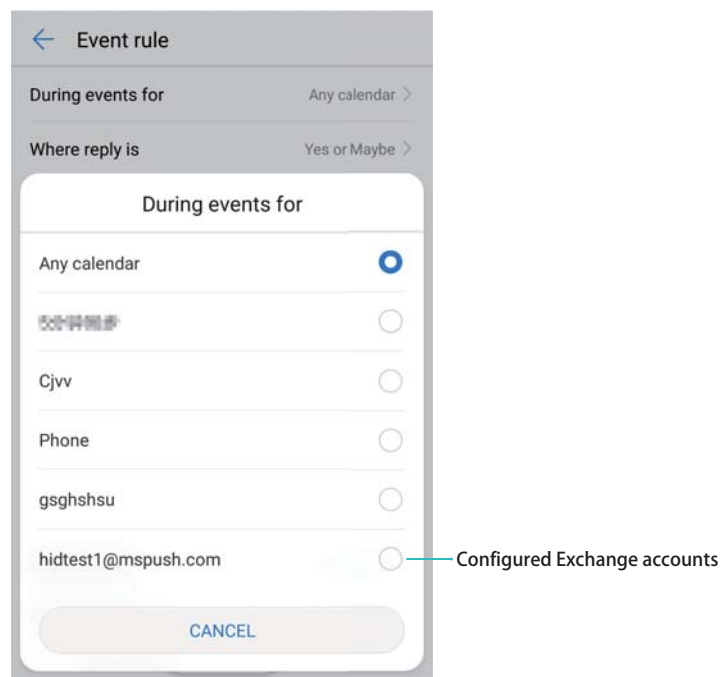 Event rule
During events for Any calendar
Where reply is Yes or Maybe
During events for
Any calendar
Cjvv
Phone
gsghshsu
hidtest1@mspush.com
Configured Exchange accounts
CANCEL